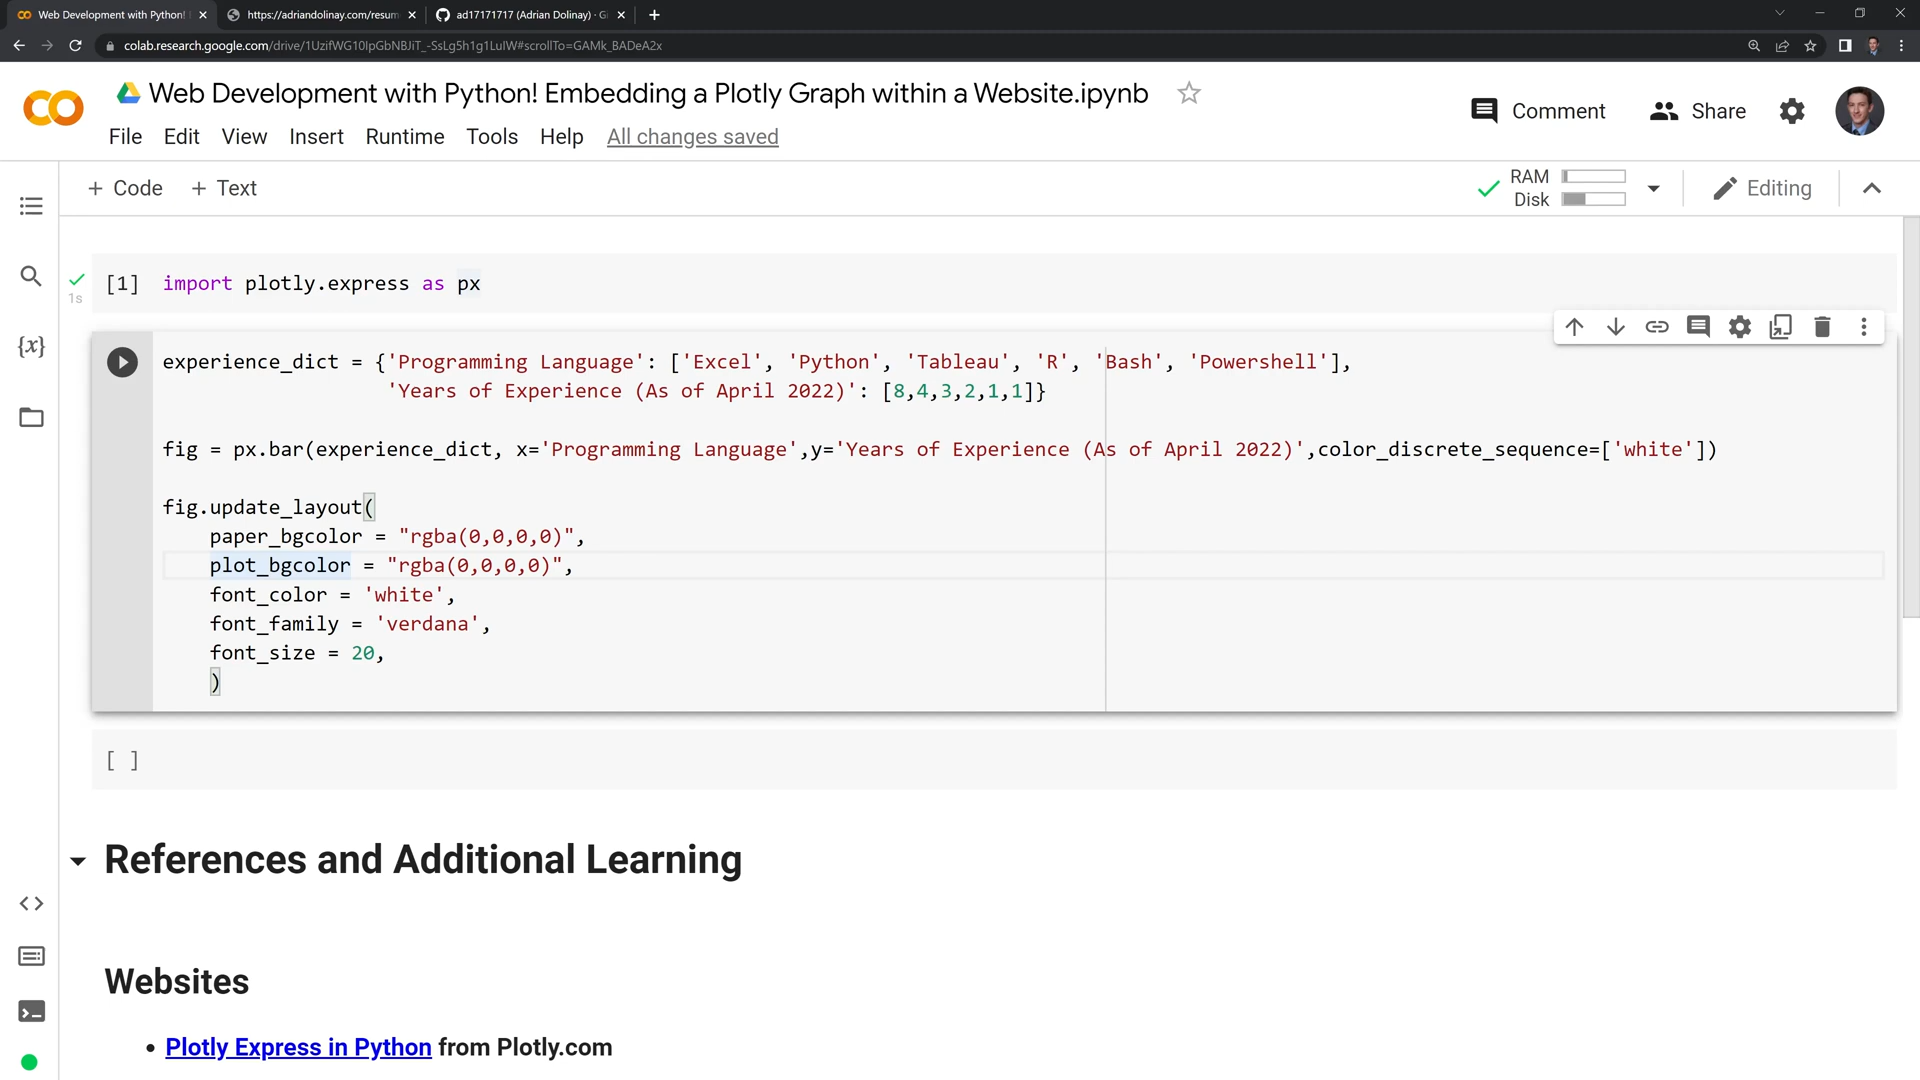 Web Development with Python!
https://adriandolinay.com/resum
ad17171717 (Adrian Dolinay) · Gi
colab.research.google.com/drive/1UzifWG10IpGbNBJiT_-SsLg5h1g1LuIW#scrollTo=GAMk_BADeA2x
Web Development with Python! Embedding a Plotly Graph within a Website.ipynb
Comment
Share
File Edit View Insert Runtime Tools Help All changes saved
+ Code + Text
RAM
Disk
Editing
[1] import plotly.express as px
1s
experience_dict = {'Programming Language': ['Excel', 'Python', 'Tableau', 'R', 'Bash', 'Powershell'],
'Years of Experience (As of April 2022)': [8,4,3,2,1,1]}
fig = px.bar(experience_dict, x='Programming Language',y='Years of Experience (As of April 2022)',color_discrete_sequence=['white'])
fig.update_layout(
paper_bgcolor = "rgba(0,0,0,0)",
plot_bgcolor = "rgba(0,0,0,0)",
font_color = 'white',
font_family = 'verdana',
font_size = 20,
)
[ ]
References and Additional Learning
Websites
• Plotly Express in Python from Plotly.com